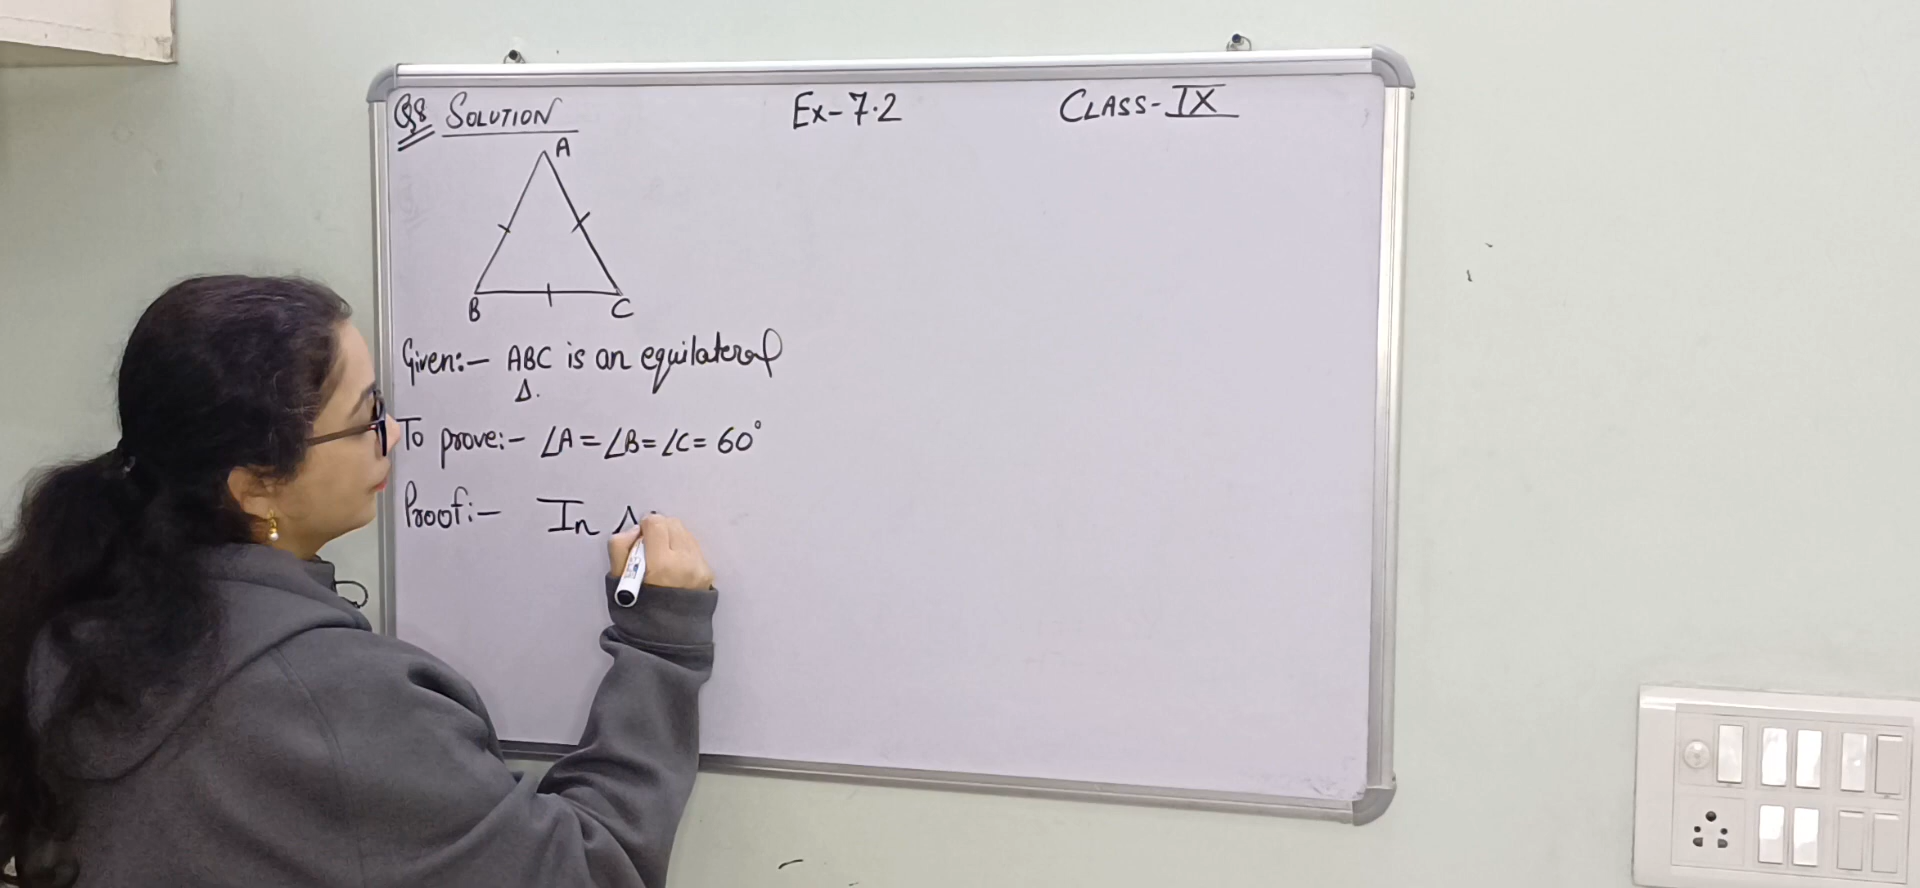 Q8. SOLUTION Ex-7.2 CLASS-IX
A
B C
Given:- ABC is an equilateral
Δ.
To prove:- ∠A=∠B=∠C= 60°
Proof:- In Δ